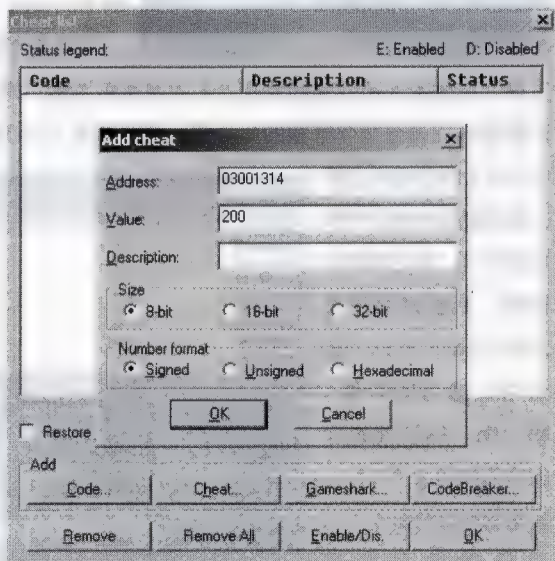 Cheat list
Status legend: E: Enabled D: Disabled
Code Description Status
Add cheat
Address: 03001314
Value: 200
Description:
Size
8-bit 16-bit 32-bit
Number format
Signed Unsigned Hexadecimal
OK Cancel
Restore
Add
Code... Cheat... Gameshark... CodeBreaker...
Remove Remove All Enable/Dis. OK